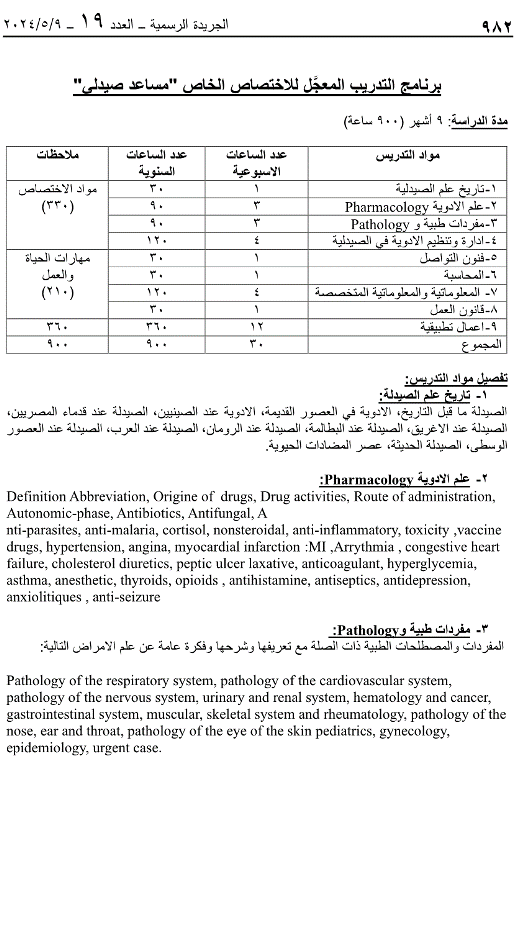 ٩٨٢
الجريدة الرسمية – العدد ١٩ – ٢٠٢٤/٥/٩
برنامج التدريب المعجَّل للاختصاص الخاص "مساعد صيدلي"
مدة الدراسة: ٩ أشهر (٩٠٠ ساعة)
مواد التدريس | عدد الساعات الاسبوعية | عدد الساعات السنوية | ملاحظات
١-تاريخ علم الصيدلية | ١ | ٣٠ | مواد الاختصاص (٣٣٠)
٢-علم الادوية Pharmacology | ٣ | ٩٠
٣-مفردات طبية و Pathology | ٣ | ٩٠
٤-ادارة وتنظيم الادوية في الصيدلية | ٤ | ١٢٠
٥-فنون التواصل | ١ | ٣٠ | مهارات الحياة والعمل (٢١٠)
٦-المحاسبة | ١ | ٣٠
٧- المعلوماتية والمعلوماتية المتخصصة | ٤ | ١٢٠
٨-قانون العمل | ١ | ٣٠
٩-اعمال تطبيقية | ١٢ | ٣٦٠ | ٣٦٠
المجموع | ٣٠ | ٩٠٠ | ٩٠٠
تفصيل مواد التدريس:
١- تاريخ علم الصيدلة:
الصيدلة ما قبل التاريخ، الادوية في العصور القديمة، الادوية عند الصينيين، الصيدلة عند قدماء المصريين،
الصيدلة عند الاغريق، الصيدلة عند البطالمة، الصيدلة عند الرومان، الصيدلة عند العرب، الصيدلة عند العصور
الوسطى، الصيدلة الحديثة، عصر المضادات الحيوية.
٢- علم الادوية Pharmacology:
Definition Abbreviation, Origine of drugs, Drug activities, Route of administration,
Autonomic-phase, Antibiotics, Antifungal, A
nti-parasites, anti-malaria, cortisol, nonsteroidal, anti-inflammatory, toxicity ,vaccine
drugs, hypertension, angina, myocardial infarction :MI ,Arrythmia , congestive heart
failure, cholesterol diuretics, peptic ulcer laxative, anticoagulant, hyperglycemia,
asthma, anesthetic, thyroids, opioids , antihistamine, antiseptics, antidepression,
anxiolitiques , anti-seizure
٣- مفردات طبية وPathology:
المفردات والمصطلحات الطبية ذات الصلة مع تعريفها وشرحها وفكرة عامة عن علم الامراض التالية:
Pathology of the respiratory system, pathology of the cardiovascular system,
pathology of the nervous system, urinary and renal system, hematology and cancer,
gastrointestinal system, muscular, skeletal system and rheumatology, pathology of the
nose, ear and throat, pathology of the eye of the skin pediatrics, gynecology,
epidemiology, urgent case.